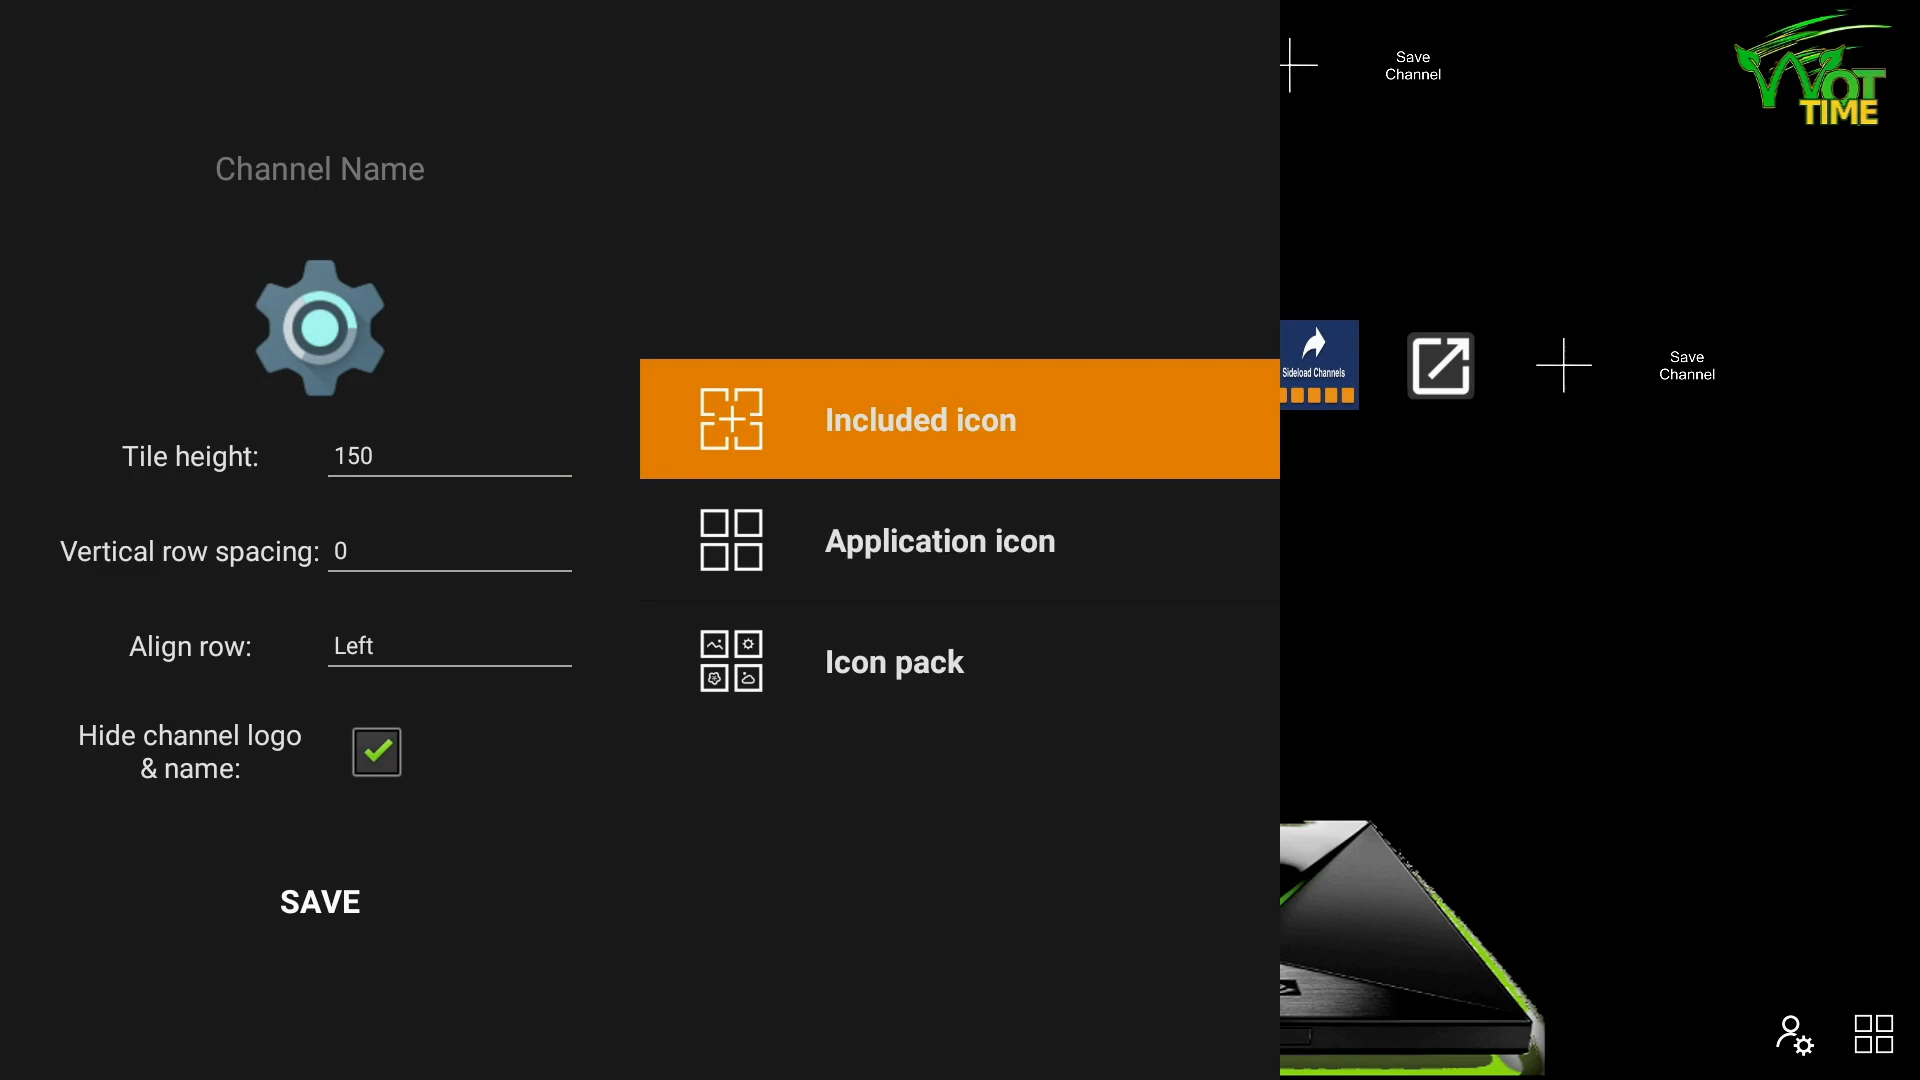 Channel Name
Tile height: 150
Vertical row spacing: 0
Align row: Left
Hide channel logo
& name:
SAVE
Included icon
Application icon
Icon pack
Save
Channel
WOT
TIME
Sideload Channels
Save
Channel